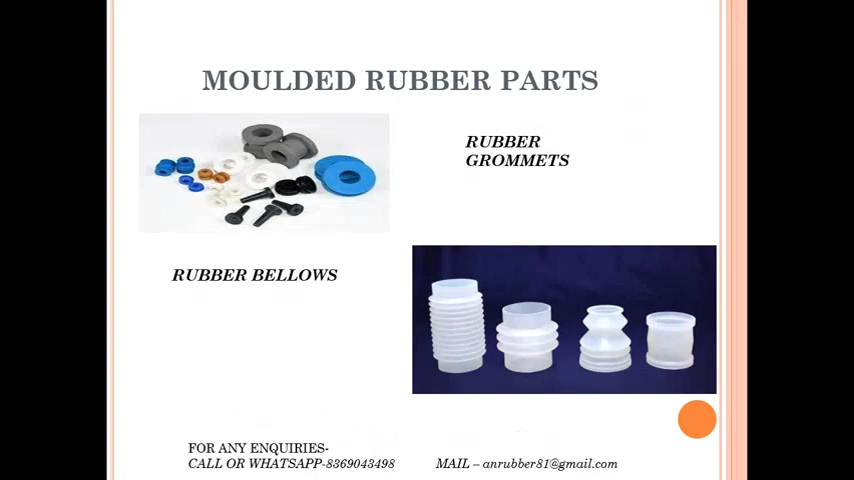 MOULDED RUBBER PARTS
RUBBER
GROMMETS
RUBBER BELLOWS
FOR ANY ENQUIRIES-
CALL OR WHATSAPP-8369043498
MAIL – anrubber81@gmail.com